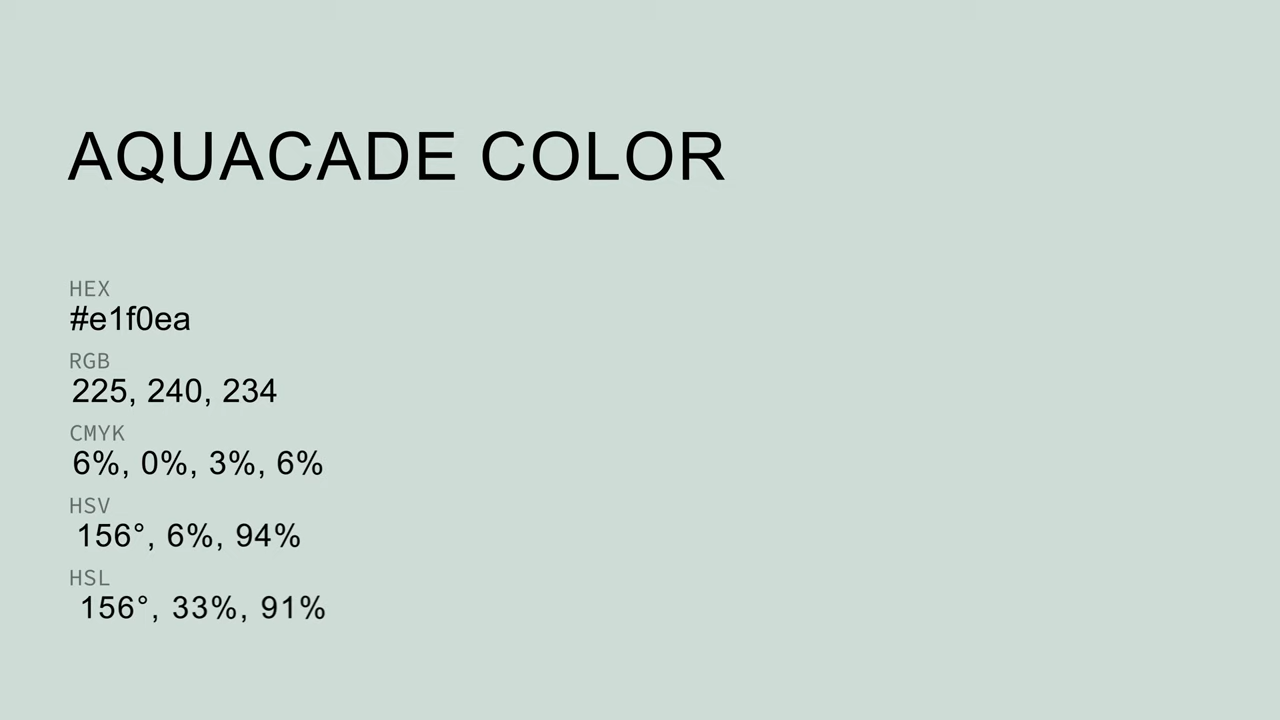 AQUACADE COLOR
HEX
#e1f0ea
RGB
225, 240, 234
CMYK
6%, 0%, 3%, 6%
HSV
156°, 6%, 94%
HSL
156°, 33%, 91%